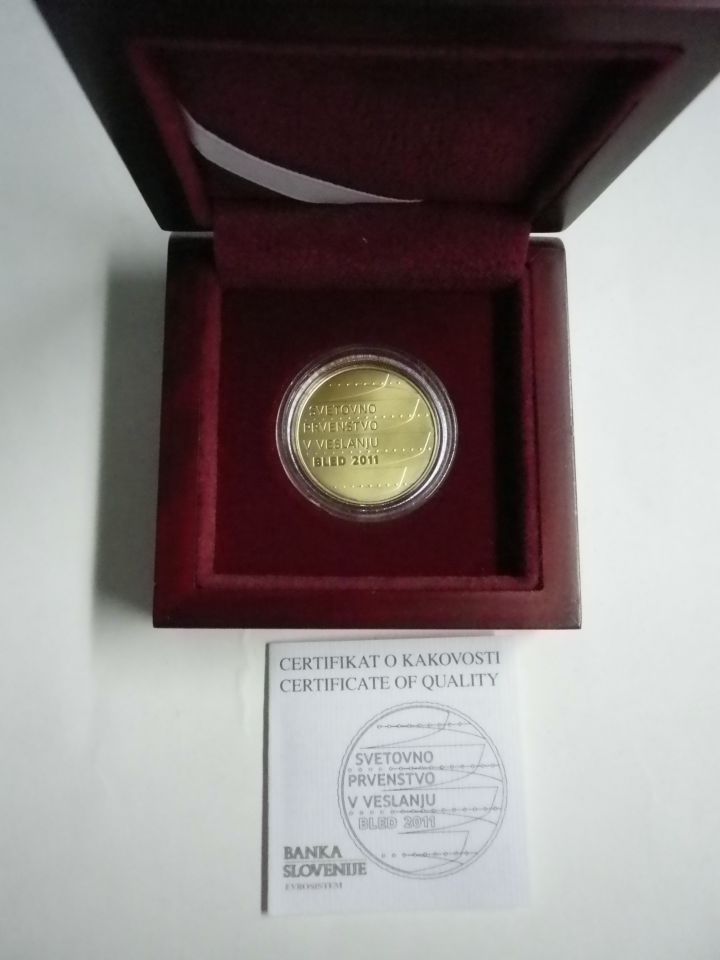 SVETOVNO
PRVENSTVO
V VESLANJU
BLED 2011
CERTIFIKAT O KAKOVOSTI
CERTIFICATE OF QUALITY
SVETOVNO
PRVENSTVO
V VESLANJU
BLED 2011
BANKA
SLOVENIJE
EVROSISTEM